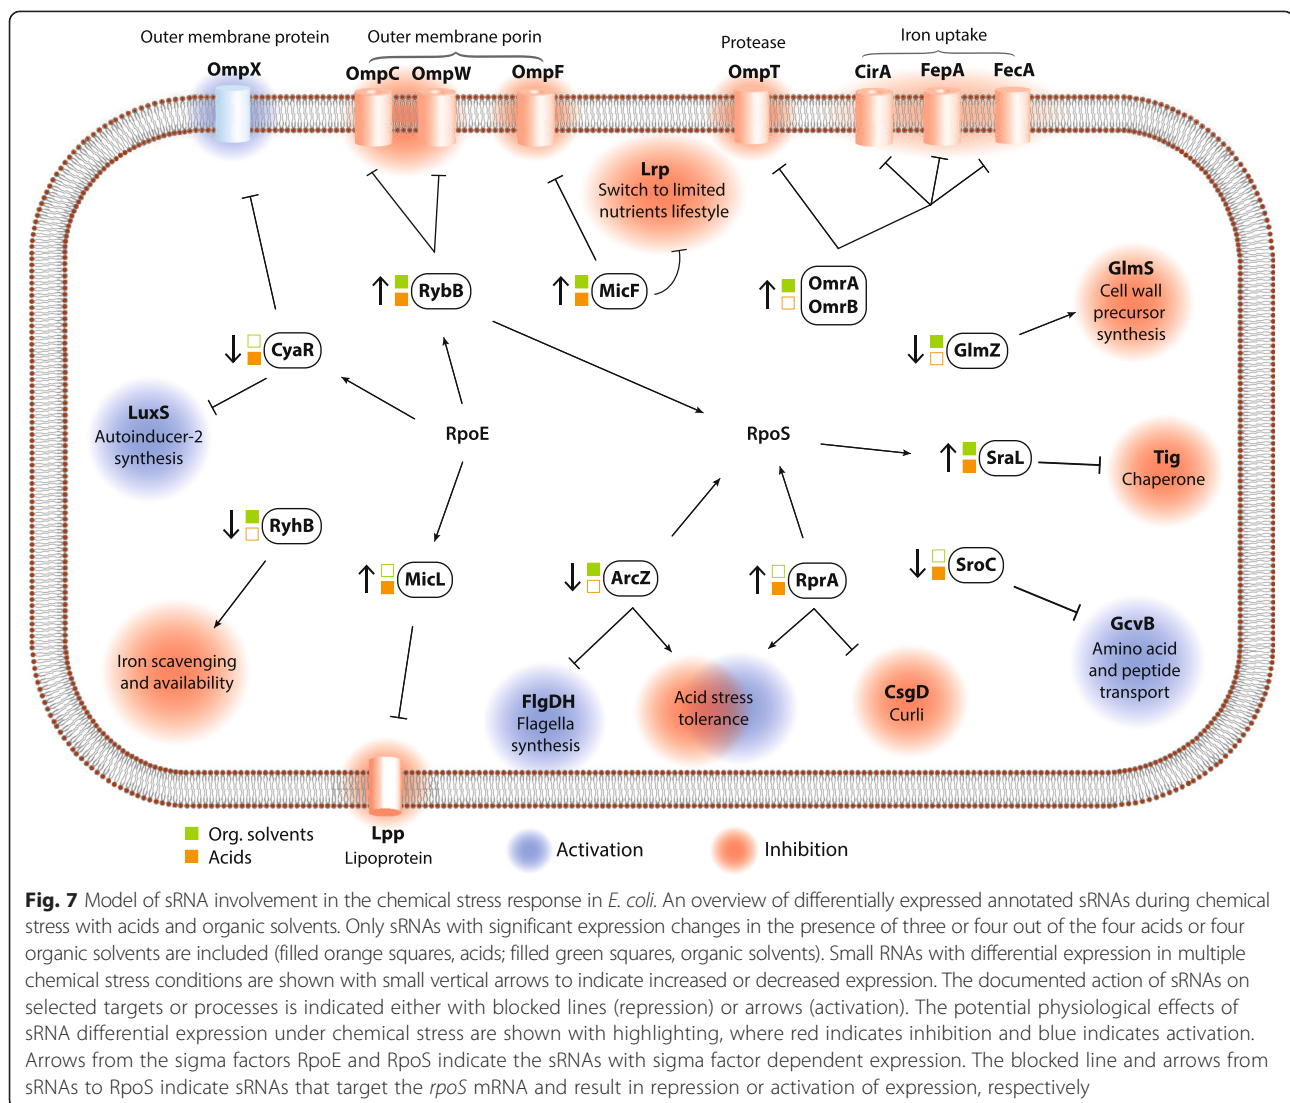 Outer membrane protein
OmpX
Outer membrane porin
OmpC OmpW OmpF
Protease
OmpT
Iron uptake
CirA FepA FecA
Lrp
Switch to limited
nutrients lifestyle
RybB
MicF
OmrA
OmrB
GlmS
Cell wall
precursor
synthesis
CyaR
GlmZ
LuxS
Autoinducer-2
synthesis
RpoE
RpoS
SraL
Tig
Chaperone
RyhB
MicL
ArcZ
RprA
SroC
GcvB
Amino acid
and peptide
transport
Iron scavenging
and availability
FlgDH
Flagella
synthesis
Acid stress
tolerance
CsgD
Curli
Org. solvents
Acids
Lpp
Lipoprotein
Activation
Inhibition
Fig. 7 Model of sRNA involvement in the chemical stress response in E. coli. An overview of differentially expressed annotated sRNAs during chemical
stress with acids and organic solvents. Only sRNAs with significant expression changes in the presence of three or four out of the four acids or four
organic solvents are included (filled orange squares, acids; filled green squares, organic solvents). Small RNAs with differential expression in multiple
chemical stress conditions are shown with small vertical arrows to indicate increased or decreased expression. The documented action of sRNAs on
selected targets or processes is indicated either with blocked lines (repression) or arrows (activation). The potential physiological effects of
sRNA differential expression under chemical stress are shown with highlighting, where red indicates inhibition and blue indicates activation.
Arrows from the sigma factors RpoE and RpoS indicate the sRNAs with sigma factor dependent expression. The blocked line and arrows from
sRNAs to RpoS indicate sRNAs that target the rpoS mRNA and result in repression or activation of expression, respectively